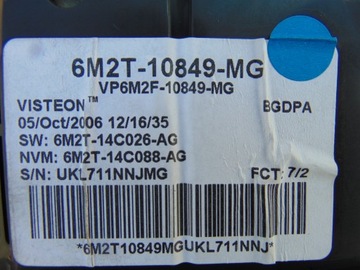 6M2T-10849-MG
VP6M2F-10849-MG
VISTEON™ BGDPA
05/Oct/2006 12/16/35
SW: 6M2T-14C026-AG
NVM: 6M2T-14C088-AG
S/N: UKL711NNJMG FCT: 7/2
*6M2T10849MGUKL711NNJ*